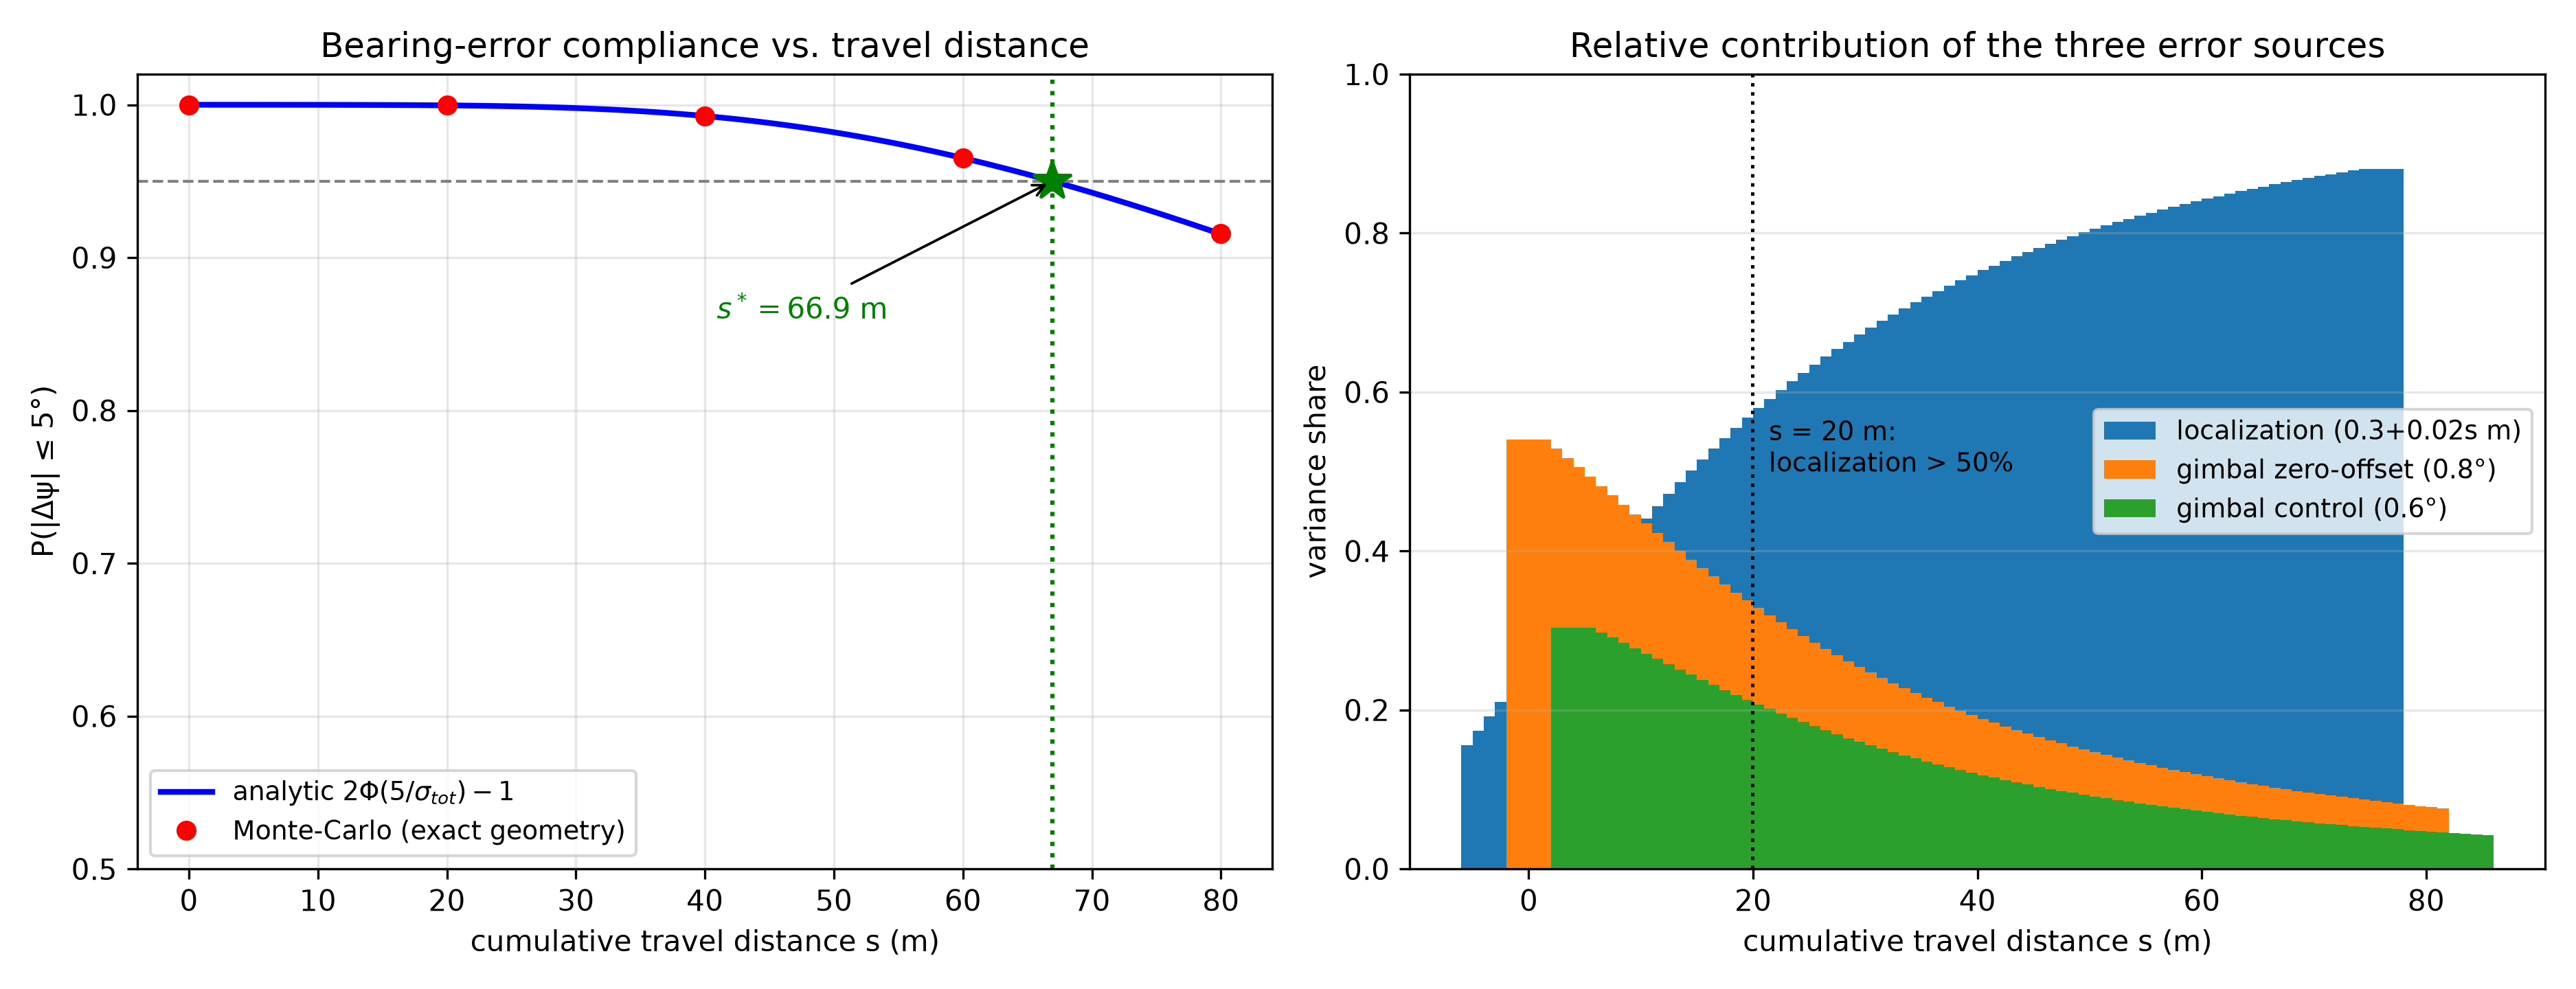 Bearing-error compliance vs. travel distance
P(|Δψ| ≤ 5°)
1.0
0.9
0.8
0.7
0.6
0.5
s* = 66.9 m
analytic 2Φ(5/σ_tot) − 1
Monte-Carlo (exact geometry)
0 10 20 30 40 50 60 70 80
cumulative travel distance s (m)
Relative contribution of the three error sources
variance share
1.0
0.8
0.6
0.4
0.2
0.0
s = 20 m:
localization > 50%
localization (0.3+0.02s m)
gimbal zero-offset (0.8°)
gimbal control (0.6°)
0 20 40 60 80
cumulative travel distance s (m)